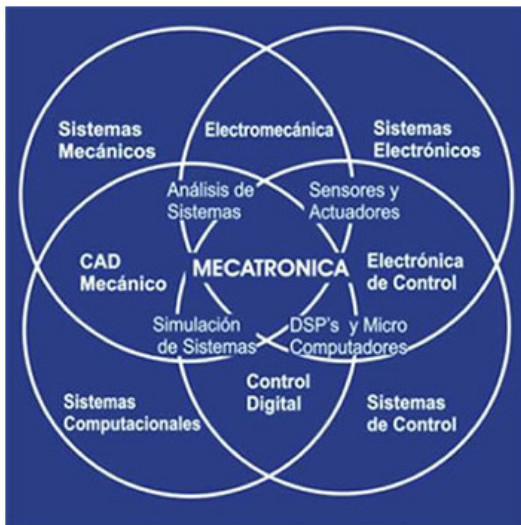 Sistemas
Mecánicos
Electromecánica
Sistemas
Electrónicos
Análisis de
Sistemas
Sensores y
Actuadores
CAD
Mecánico
MECATRONICA
Electrónica
de Control
Simulación
de Sistemas
DSP's y Micro
Computadores
Sistemas
Computacionales
Control
Digital
Sistemas
de Control